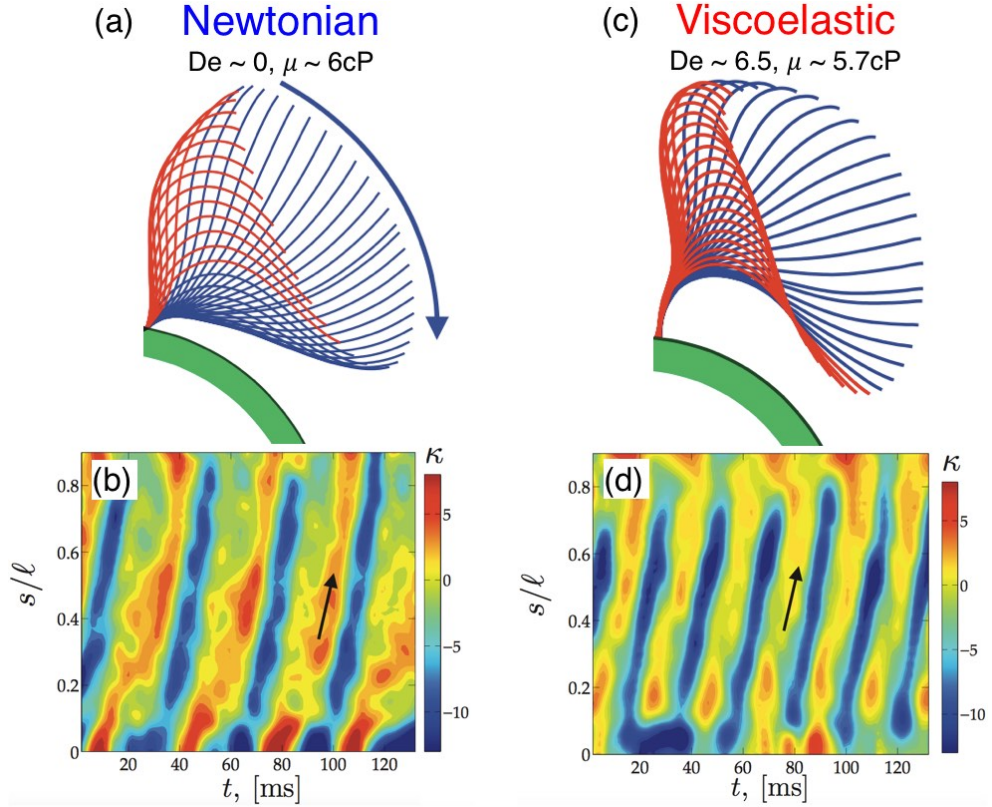 (a) Newtonian
De ~ 0, μ ~ 6cP
(c) Viscoelastic
De ~ 6.5, μ ~ 5.7cP
(b)
κ
5
0
−5
−10
s/ℓ
0.8
0.6
0.4
0.2
0
20 40 60 80 100 120
t, [ms]
(d)
κ
5
0
−5
−10
s/ℓ
0.8
0.6
0.4
0.2
0
20 40 60 80 100 120
t, [ms]